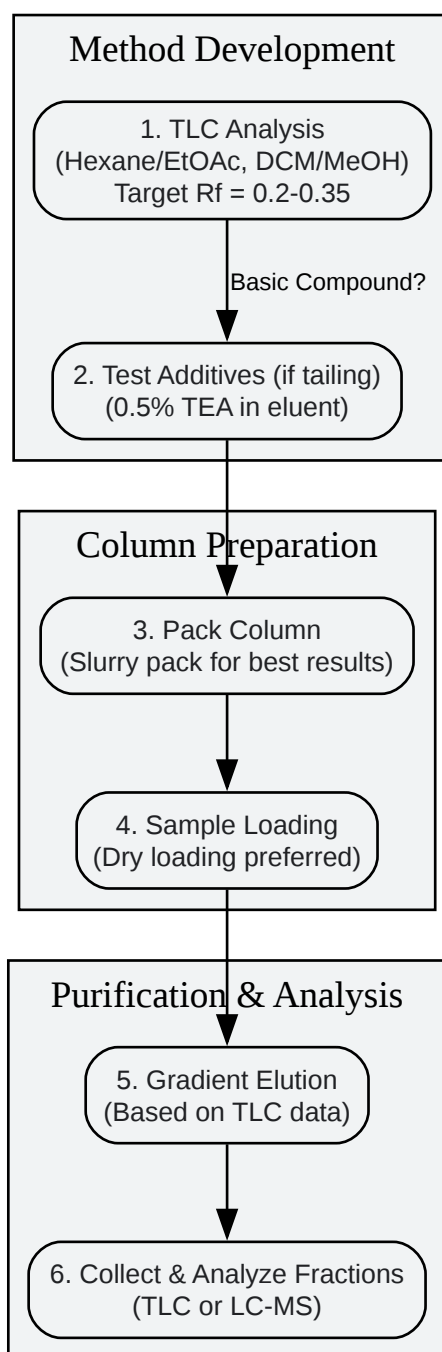 Method Development
1. TLC Analysis
(Hexane/EtOAc, DCM/MeOH)
Target Rf = 0.2-0.35
Basic Compound?
2. Test Additives (if tailing)
(0.5% TEA in eluent)
Column Preparation
3. Pack Column
(Slurry pack for best results)
4. Sample Loading
(Dry loading preferred)
Purification & Analysis
5. Gradient Elution
(Based on TLC data)
6. Collect & Analyze Fractions
(TLC or LC-MS)